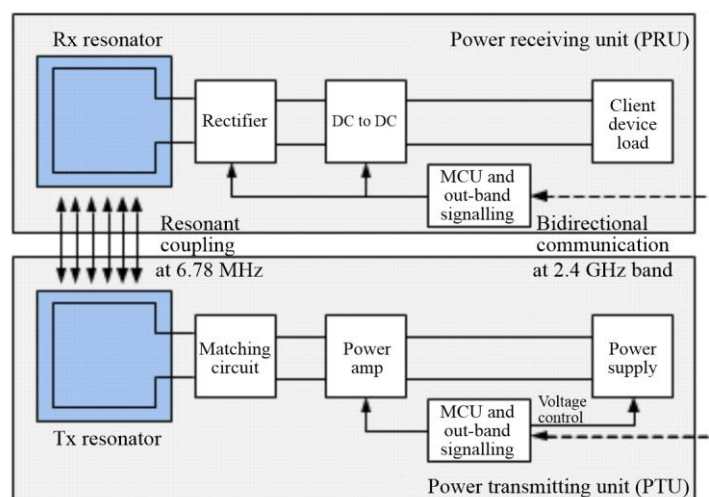 Rx resonator
Power receiving unit (PRU)
Rectifier
DC to DC
Client
device
load
MCU and
out-band
signalling
Resonant
coupling
at 6.78 MHz
Bidirectional
communication
at 2.4 GHz band
Matching
circuit
Power
amp
Power
supply
Voltage
control
MCU and
out-band
signalling
Tx resonator
Power transmitting unit (PTU)